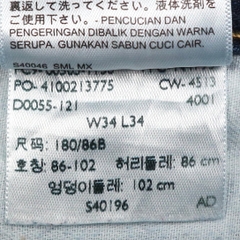 裏返して洗ってください。液体洗剤を
ご使用下さい。- PENCUCIAN DAN
PENGERINGAN DIBALIK DENGAN WARNA
SERUPA. GUNAKAN SABUN CUCI CAIR.
S40046 SML MX
PO- 4100213775 CW- 4513
D0055-121 4001
W34 L34
尺码: 180/86B
호칭: 86-102 허리둘레: 86 cm
엉덩이둘레: 102 cm
S40196 AD